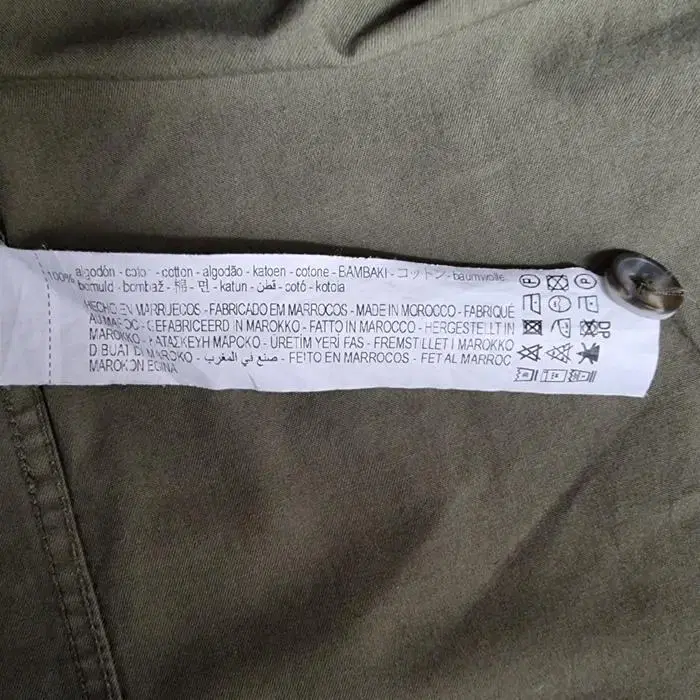 100% algodón - coto - cotton - algodão - katoen - cotone - BAMBAKI - コットン - baumwolle
bomuld - bombaž - 棉 - 면 - katun - قطن - cotó - kotoia
HECHO EN MARRUECOS - FABRICADO EM MARROCOS - MADE IN MOROCCO - FABRIQUÉ
AU MAROC - GEFABRICEERD IN MAROKKO - FATTO IN MAROCCO - HERGESTELLT IN
MAROKKO - ΚΑΤΑΣΚΕΥΗ ΜΑΡΟΚΟ - ÜRETİM YERİ FAS - FREMSTILLET I MAROKKO
DIBUAT DI MAROKO - صنع في المغرب - FEITO EN MARROCOS - FET AL MARROC
MAROKON EGINA
P P
DP